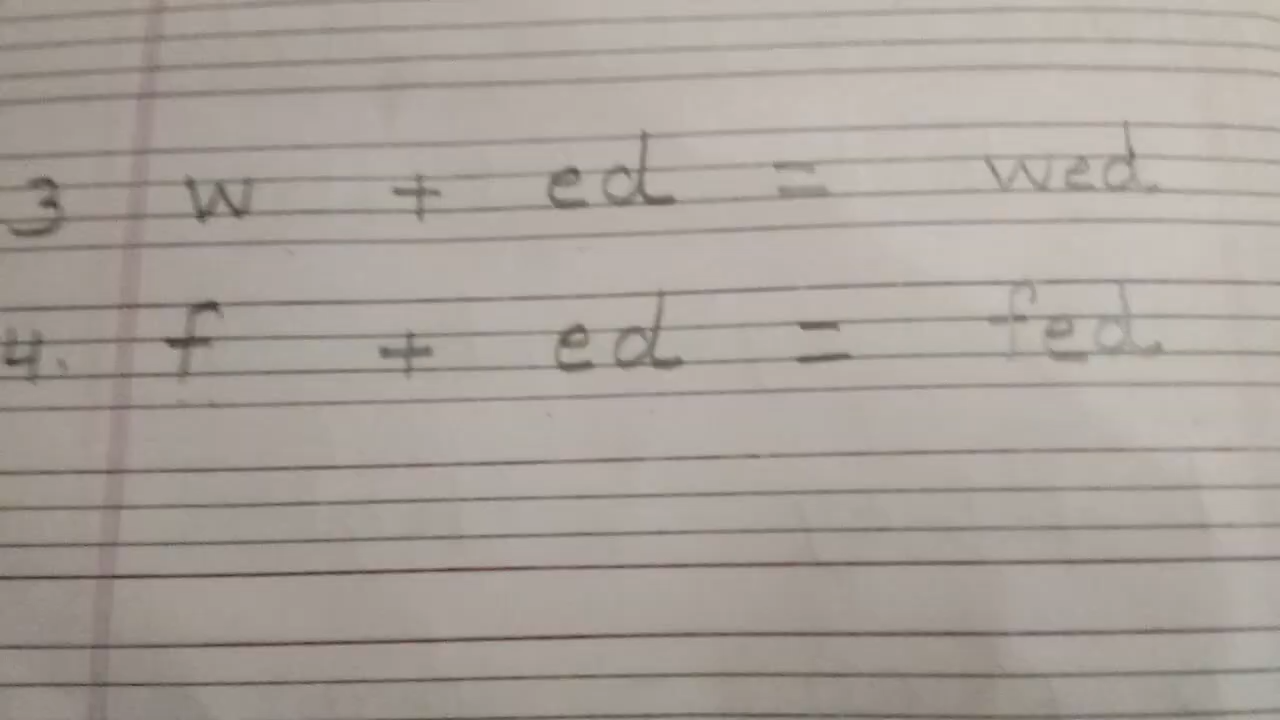 3 w + ed = wed
4. f + ed = fed